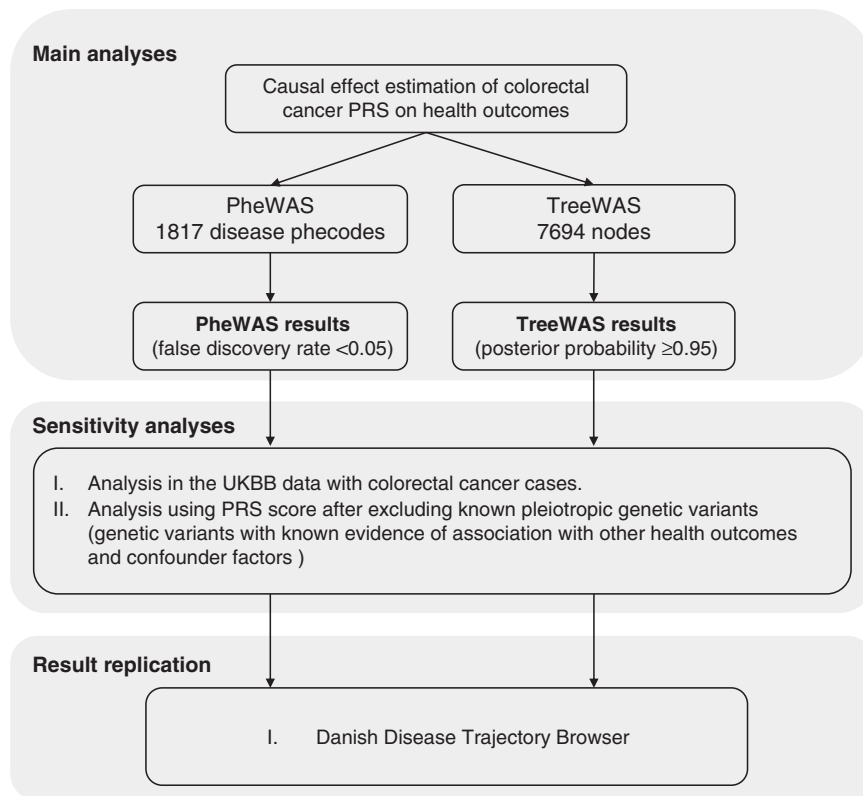 Main analyses
Causal effect estimation of colorectal
cancer PRS on health outcomes
PheWAS
1817 disease phecodes
TreeWAS
7694 nodes
PheWAS results
(false discovery rate <0.05)
TreeWAS results
(posterior probability ≥0.95)
Sensitivity analyses
I. Analysis in the UKBB data with colorectal cancer cases.
II. Analysis using PRS score after excluding known pleiotropic genetic variants
(genetic variants with known evidence of association with other health outcomes
and confounder factors )
Result replication
I. Danish Disease Trajectory Browser